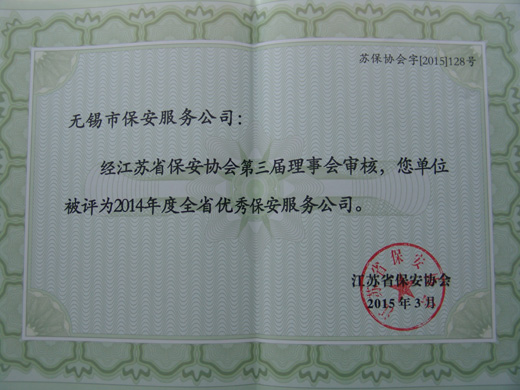 苏保协会字[2015]128号
无锡市保安服务公司：
经江苏省保安协会第三届理事会审核，您单位
被评为2014年度全省优秀保安服务公司。
江苏省保安协会
2015年3月